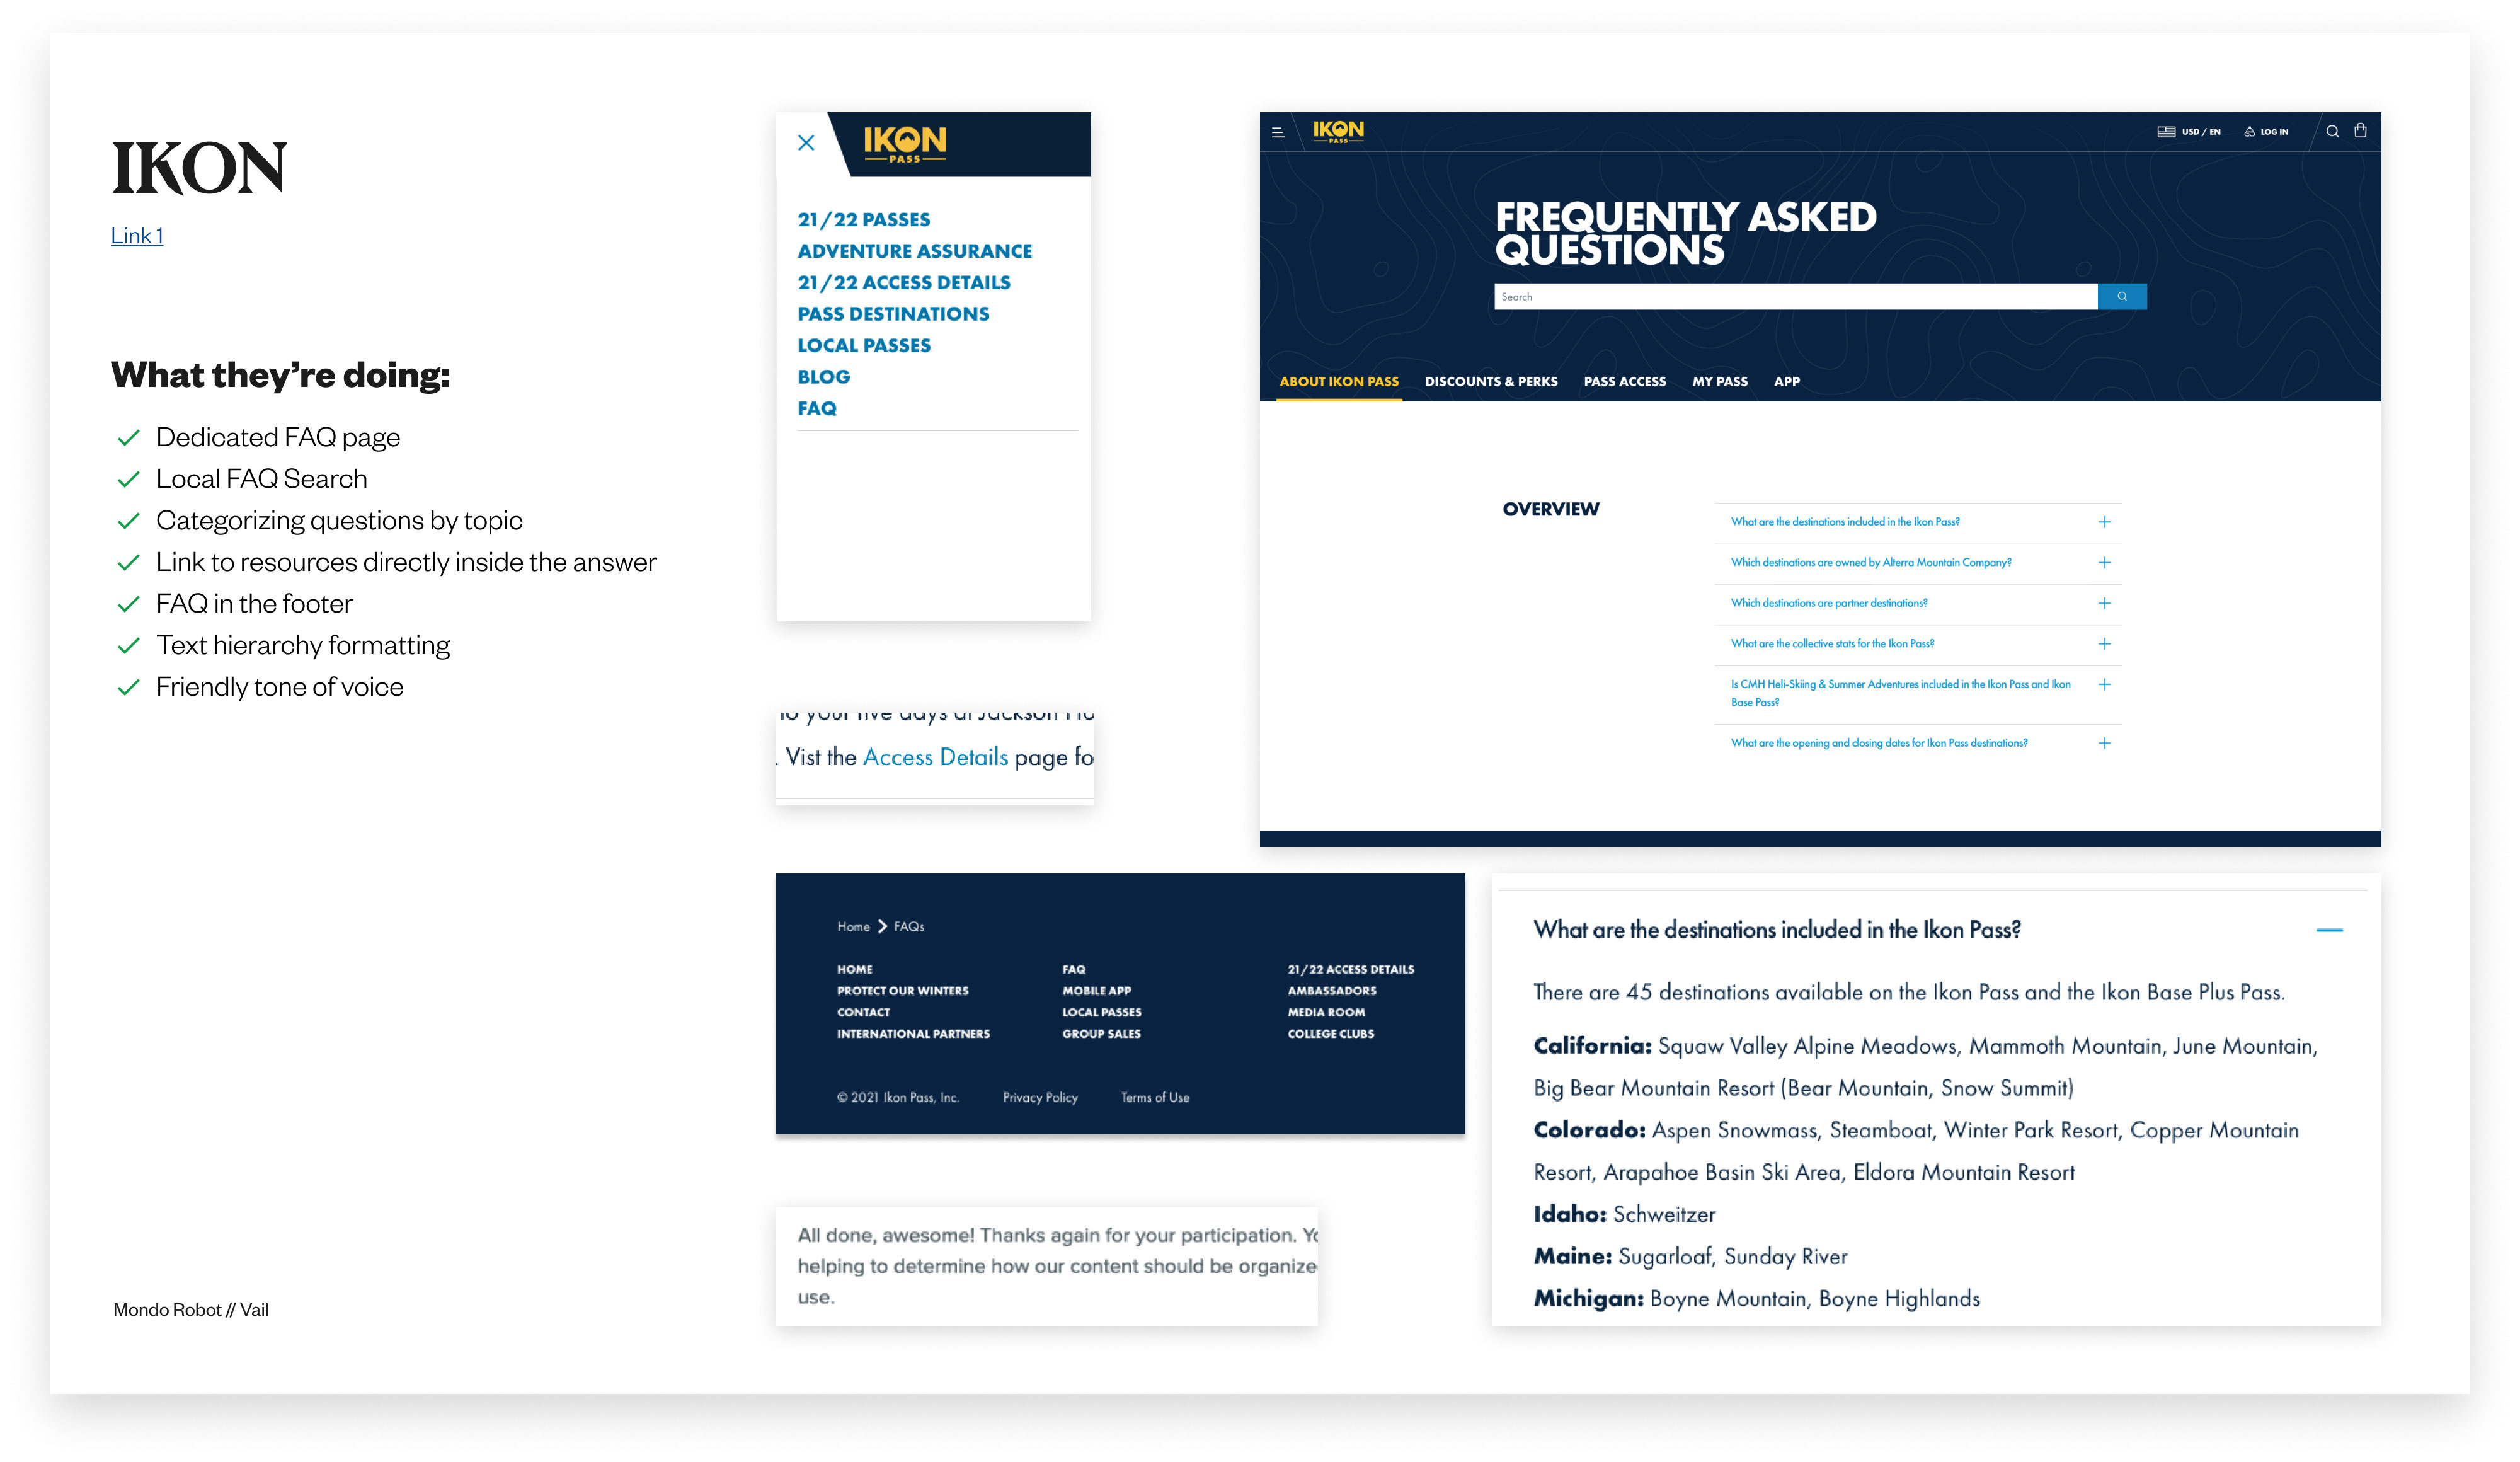 IKON
Link 1
What they're doing:
Dedicated FAQ page
Local FAQ Search
Categorizing questions by topic
Link to resources directly inside the answer
FAQ in the footer
Text hierarchy formatting
Friendly tone of voice
Mondo Robot // Vail
IKON
PASS
21/22 PASSES
ADVENTURE ASSURANCE
21/22 ACCESS DETAILS
PASS DESTINATIONS
LOCAL PASSES
BLOG
FAQ
to your five days at Jackson Ho
. Vist the Access Details page fo
IKON
PASS
USD / EN
LOG IN
FREQUENTLY ASKED
QUESTIONS
Search
ABOUT IKON PASS DISCOUNTS & PERKS PASS ACCESS MY PASS APP
OVERVIEW
What are the destinations included in the Ikon Pass?
Which destinations are owned by Alterra Mountain Company?
Which destinations are partner destinations?
What are the collective stats for the Ikon Pass?
Is CMH Heli-Skiing & Summer Adventures included in the Ikon Pass and Ikon
Base Pass?
What are the opening and closing dates for Ikon Pass destinations?
Home > FAQs
HOME FAQ 21/22 ACCESS DETAILS
PROTECT OUR WINTERS MOBILE APP AMBASSADORS
CONTACT LOCAL PASSES MEDIA ROOM
INTERNATIONAL PARTNERS GROUP SALES COLLEGE CLUBS
© 2021 Ikon Pass, Inc. Privacy Policy Terms of Use
All done, awesome! Thanks again for your participation. Yo
helping to determine how our content should be organize
use.
What are the destinations included in the Ikon Pass?
There are 45 destinations available on the Ikon Pass and the Ikon Base Plus Pass.
California: Squaw Valley Alpine Meadows, Mammoth Mountain, June Mountain,
Big Bear Mountain Resort (Bear Mountain, Snow Summit)
Colorado: Aspen Snowmass, Steamboat, Winter Park Resort, Copper Mountain
Resort, Arapahoe Basin Ski Area, Eldora Mountain Resort
Idaho: Schweitzer
Maine: Sugarloaf, Sunday River
Michigan: Boyne Mountain, Boyne Highlands